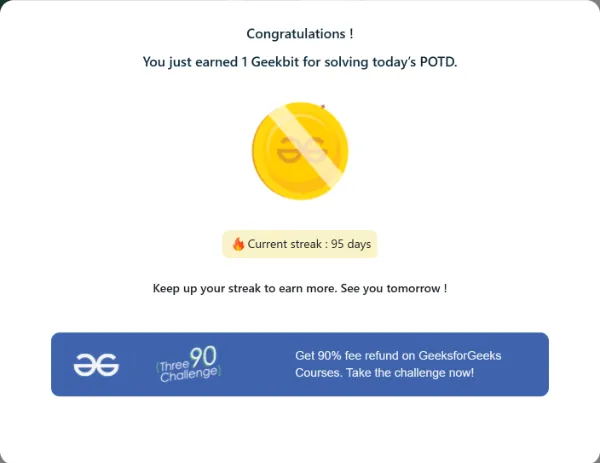 Congratulations !
You just earned 1 Geekbit for solving today's POTD.
🔥 Current streak : 95 days
Keep up your streak to earn more. See you tomorrow !
{Three 90
Challenge}
Get 90% fee refund on GeeksforGeeks
Courses. Take the challenge now!